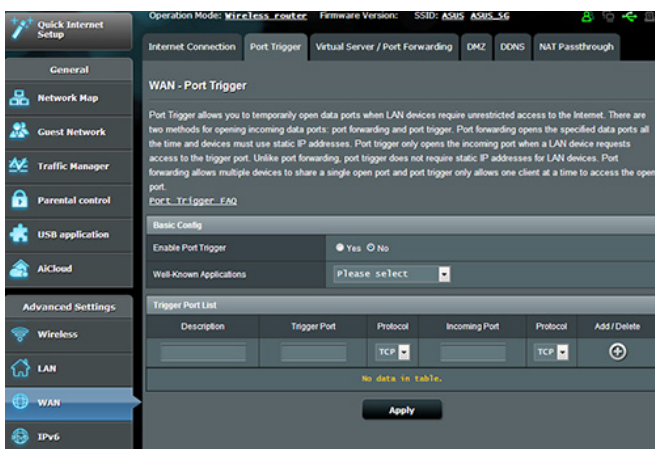 Quick Internet
Setup
Operation Mode: Wireless router Firmware Version: SSID: ASUS ASUS_5G
Internet Connection Port Trigger Virtual Server / Port Forwarding DMZ DDNS NAT Passthrough
General
Network Map
Guest Network
Traffic Manager
Parental control
USB application
AiCloud
Advanced Settings
Wireless
LAN
WAN
IPv6
WAN - Port Trigger
Port Trigger allows you to temporarily open data ports when LAN devices require unrestricted access to the Internet. There are
two methods for opening incoming data ports: port forwarding and port trigger. Port forwarding opens the specified data ports all
the time and devices must use static IP addresses. Port trigger only opens the incoming port when a LAN device requests
access to the trigger port. Unlike port forwarding, port trigger does not require static IP addresses for LAN devices. Port
forwarding allows multiple devices to share a single open port and port trigger only allows one client at a time to access the open
port.
Port Trigger FAQ
Basic Config
Enable Port Trigger Yes No
Well-Known Applications Please select
Trigger Port List
Description Trigger Port Protocol Incoming Port Protocol Add / Delete
TCP TCP
No data in table.
Apply